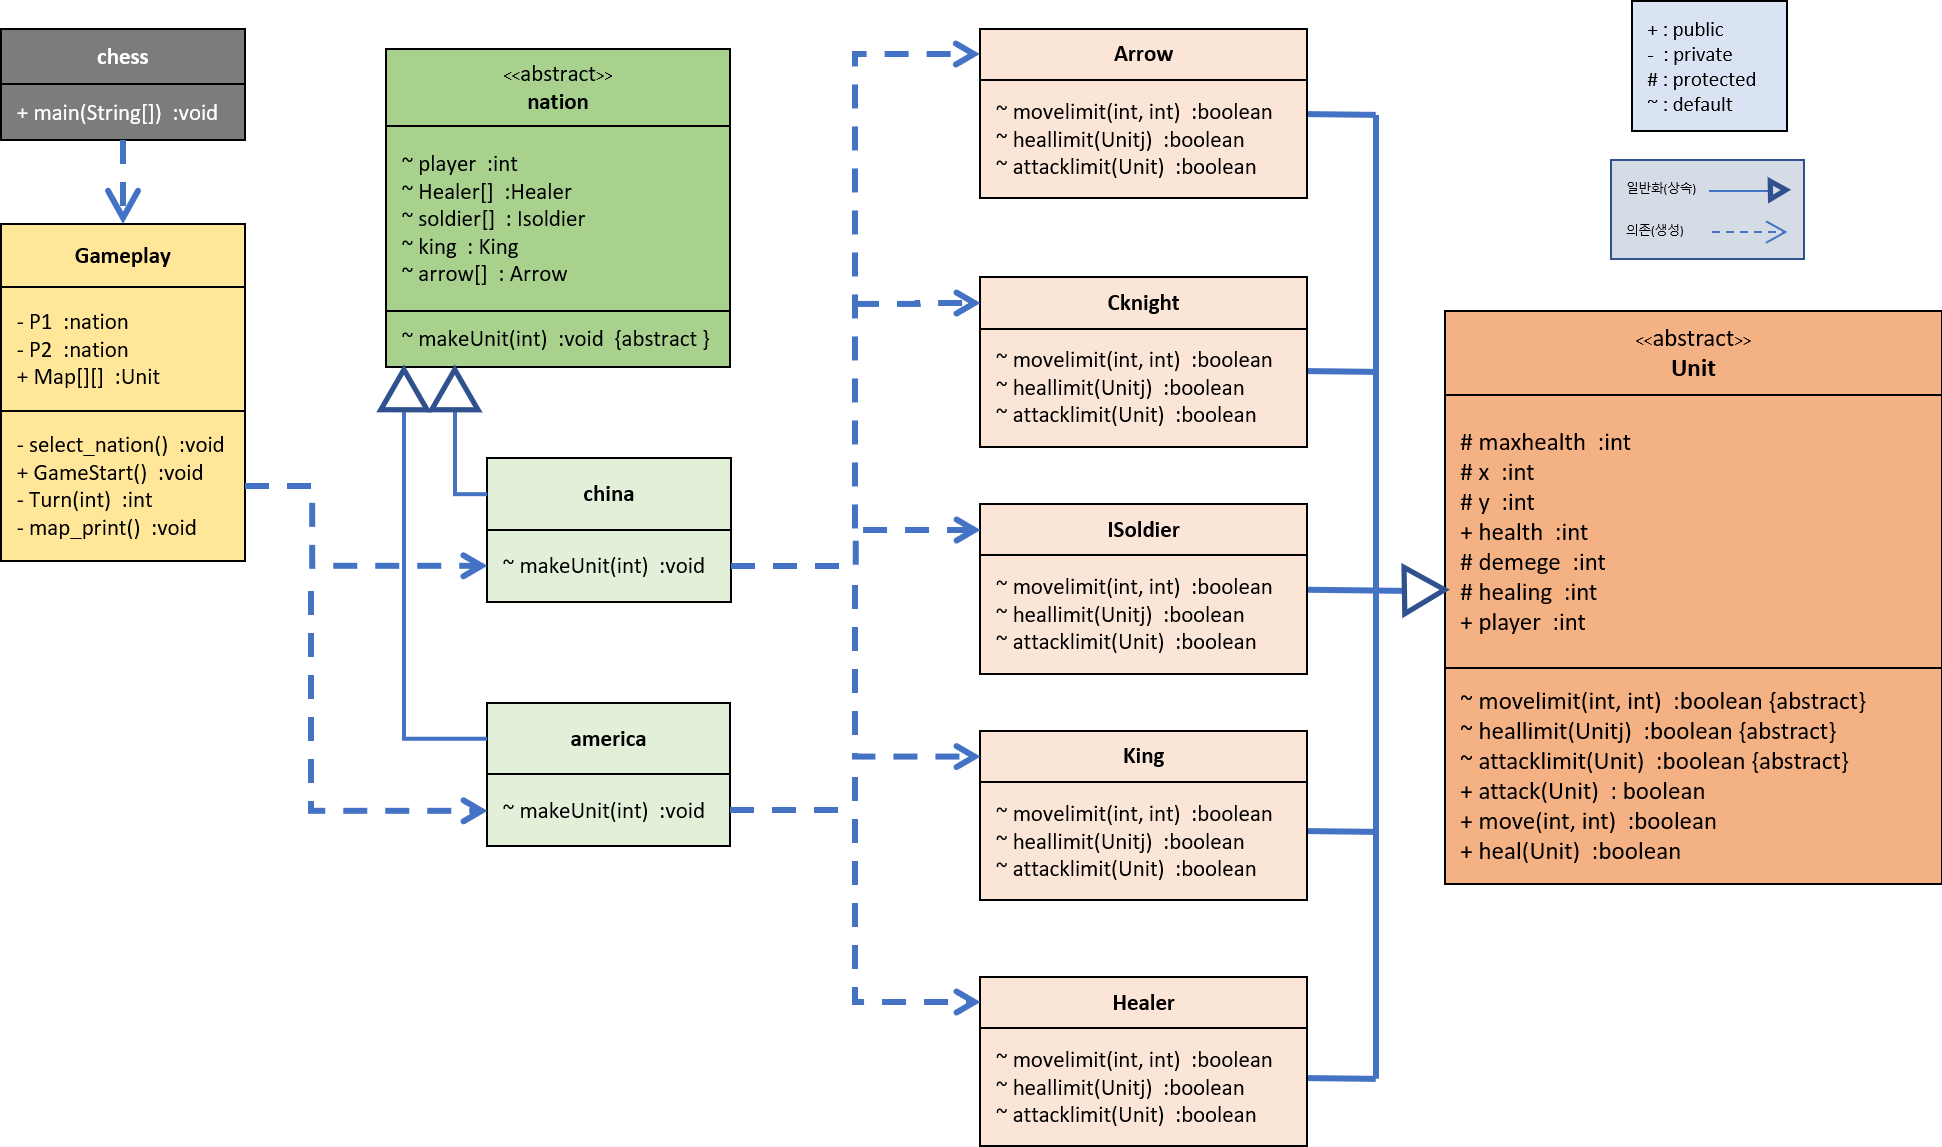 chess
+ main(String[]) :void
Gameplay
- P1 :nation
- P2 :nation
+ Map[][] :Unit
- select_nation() :void
+ GameStart() :void
- Turn(int) :int
- map_print() :void
<<abstract>>
nation
~ player :int
~ Healer[] :Healer
~ soldier[] : Isoldier
~ king : King
~ arrow[] : Arrow
~ makeUnit(int) :void {abstract }
china
~ makeUnit(int) :void
america
~ makeUnit(int) :void
Arrow
~ movelimit(int, int) :boolean
~ heallimit(Unitj) :boolean
~ attacklimit(Unit) :boolean
Cknight
~ movelimit(int, int) :boolean
~ heallimit(Unitj) :boolean
~ attacklimit(Unit) :boolean
ISoldier
~ movelimit(int, int) :boolean
~ heallimit(Unitj) :boolean
~ attacklimit(Unit) :boolean
King
~ movelimit(int, int) :boolean
~ heallimit(Unitj) :boolean
~ attacklimit(Unit) :boolean
Healer
~ movelimit(int, int) :boolean
~ heallimit(Unitj) :boolean
~ attacklimit(Unit) :boolean
+ : public
- : private
# : protected
~ : default
일반화(상속)
의존(생성)
<<abstract>>
Unit
# maxhealth :int
# x :int
# y :int
+ health :int
# demege :int
# healing :int
+ player :int
~ movelimit(int, int) :boolean {abstract}
~ heallimit(Unitj) :boolean {abstract}
~ attacklimit(Unit) :boolean {abstract}
+ attack(Unit) : boolean
+ move(int, int) :boolean
+ heal(Unit) :boolean